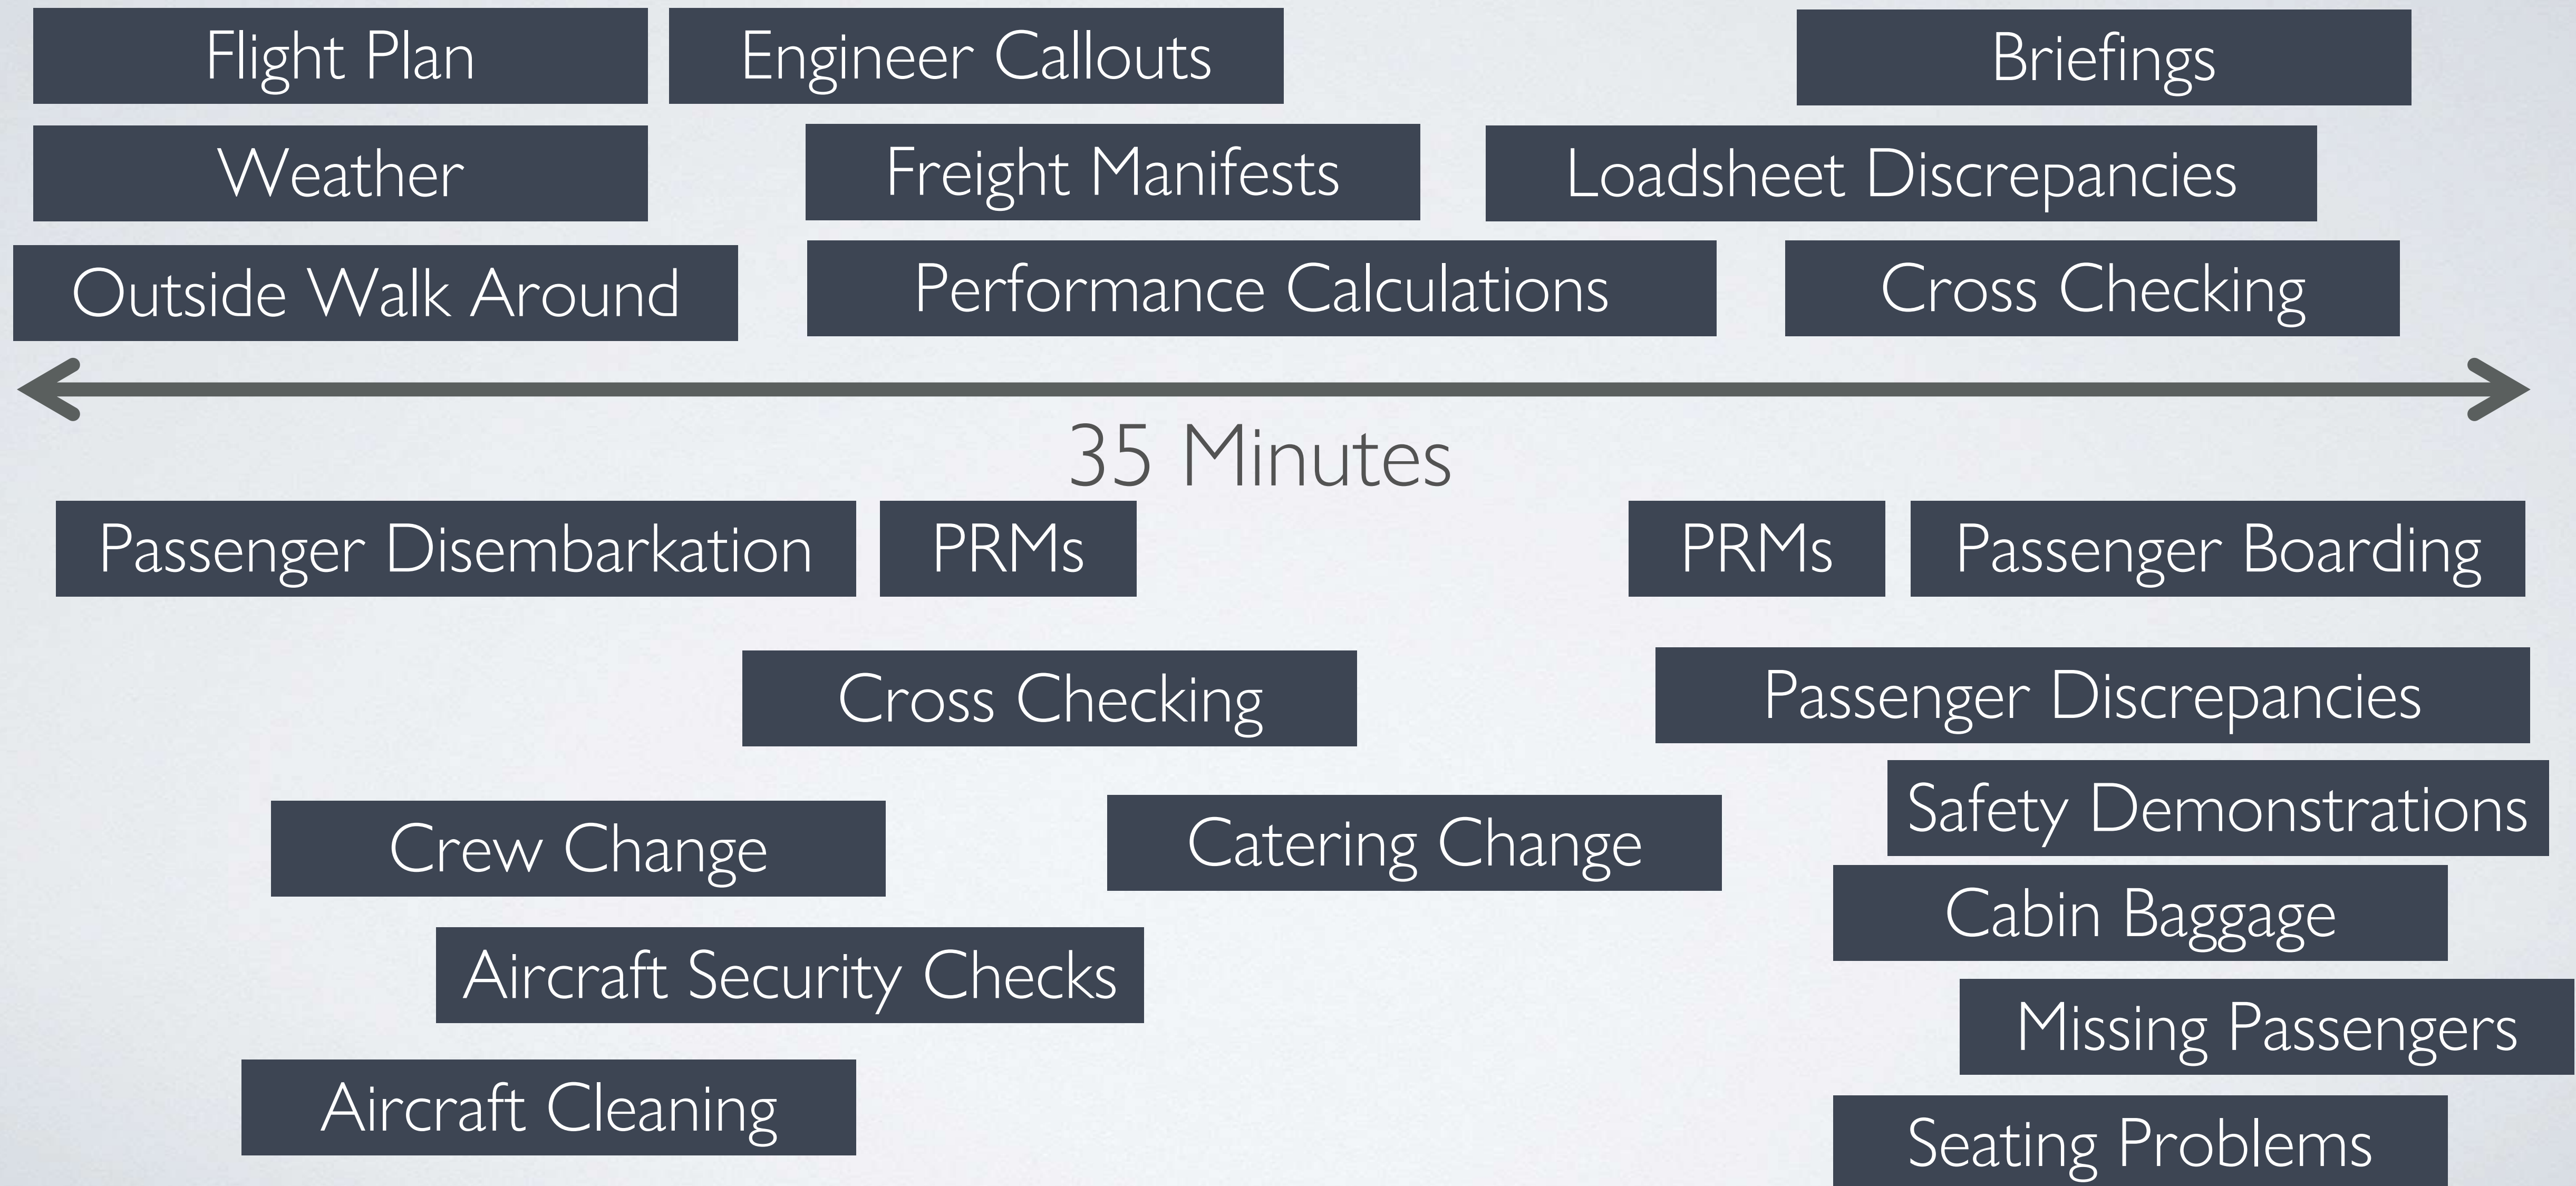 Flight Plan
Engineer Callouts
Briefings
Weather
Freight Manifests
Loadsheet Discrepancies
Outside Walk Around
Performance Calculations
Cross Checking
35 Minutes
Passenger Disembarkation
PRMs
PRMs
Passenger Boarding
Cross Checking
Passenger Discrepancies
Safety Demonstrations
Crew Change
Catering Change
Cabin Baggage
Aircraft Security Checks
Missing Passengers
Aircraft Cleaning
Seating Problems